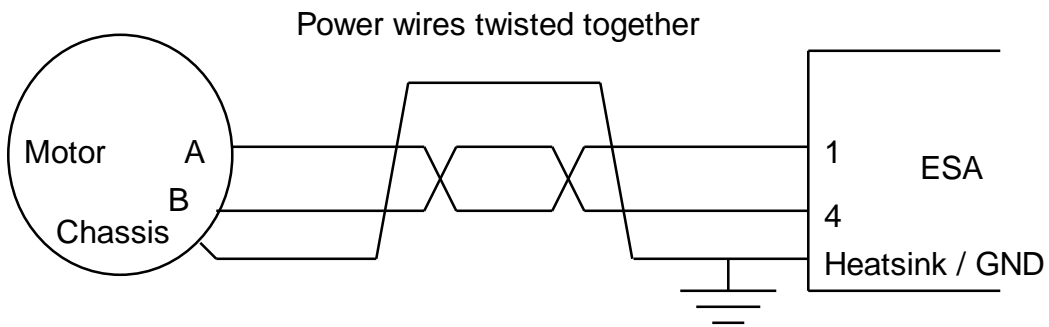 Power wires twisted together
Motor
A
B
Chassis
1
ESA
4
Heatsink / GND